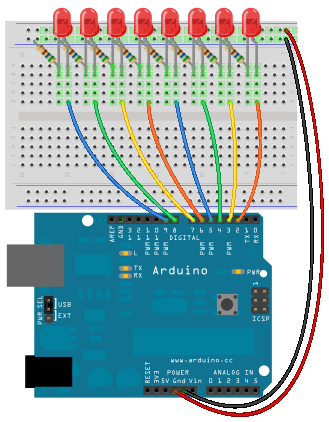 AREF
GND
13
12
11
10
9
8
7
6
5
4
3
2
1
0
PWM
PWM
PWM
PWM
PWM
PWM
TX
RX
DIGITAL
L
TX
RX
Arduino
PWR
1
ICSP
PWR SEL
USB
EXT
www.arduino.cc
POWER
ANALOG IN
RESET
3V3
5V Gnd Vin
0 1 2 3 4 5